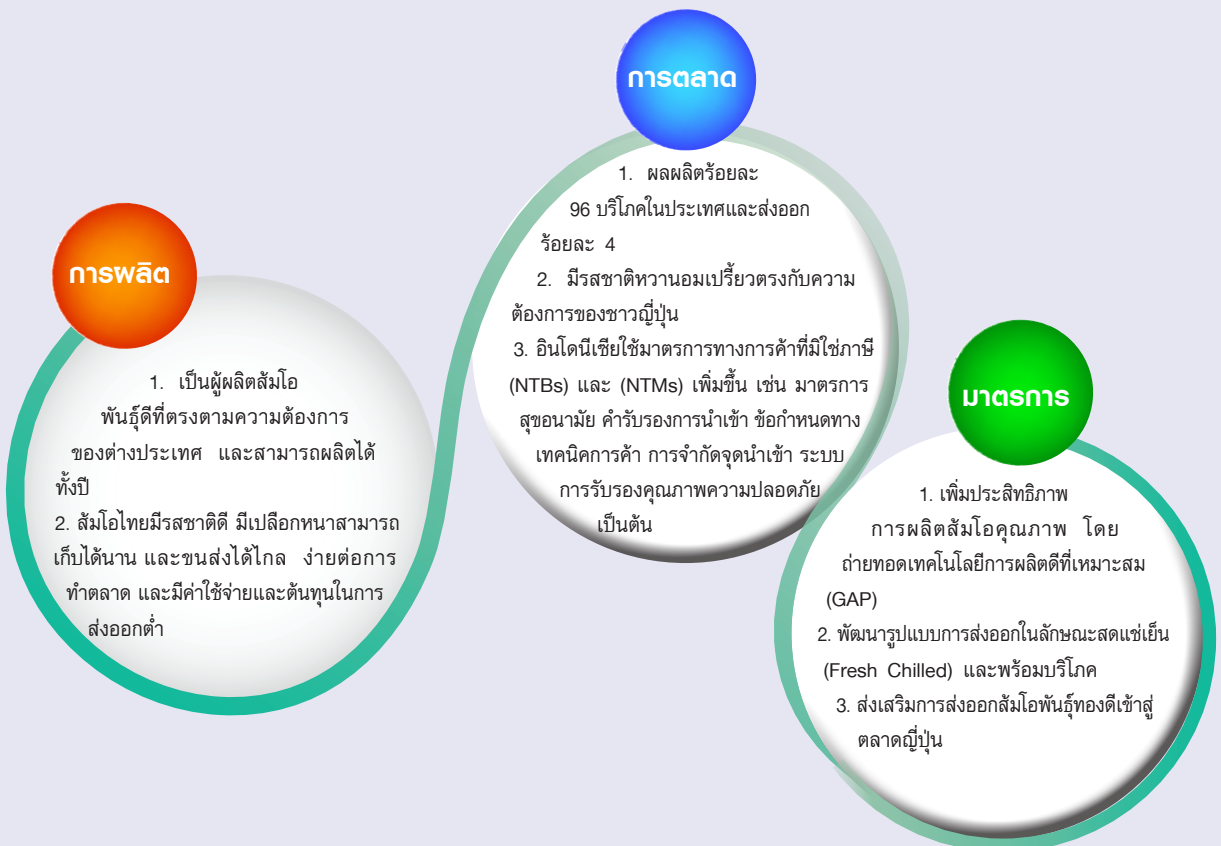 การผลิต
1. เป็นผู้ผลิตส้มโอ
พันธุ์ดีที่ตรงตามความต้องการ
ของต่างประเทศ และสามารถผลิตได้
ทั้งปี
2. ส้มโอไทยมีรสชาติดี มีเปลือกหนาสามารถ
เก็บได้นาน และขนส่งได้ไกล ง่ายต่อการ
ทำตลาด และมีค่าใช้จ่ายและต้นทุนในการ
ส่งออกต่ำ
การตลาด
1. ผลผลิตร้อยละ
96 บริโภคในประเทศและส่งออก
ร้อยละ 4
2. มีรสชาติหวานอมเปรี้ยวตรงกับความ
ต้องการของชาวญี่ปุ่น
3. อินโดนีเซียใช้มาตรการทางการค้าที่มิใช่ภาษี
(NTBs) และ (NTMs) เพิ่มขึ้น เช่น มาตรการ
สุขอนามัย คำรับรองการนำเข้า ข้อกำหนดทาง
เทคนิคการค้า การจำกัดจุดนำเข้า ระบบ
การรับรองคุณภาพความปลอดภัย
เป็นต้น
มาตรการ
1. เพิ่มประสิทธิภาพ
การผลิตส้มโอคุณภาพ โดย
ถ่ายทอดเทคโนโลยีการผลิตดีที่เหมาะสม
(GAP)
2. พัฒนารูปแบบการส่งออกในลักษณะสดแช่เย็น
(Fresh Chilled) และพร้อมบริโภค
3. ส่งเสริมการส่งออกส้มโอพันธุ์ทองดีเข้าสู่
ตลาดญี่ปุ่น